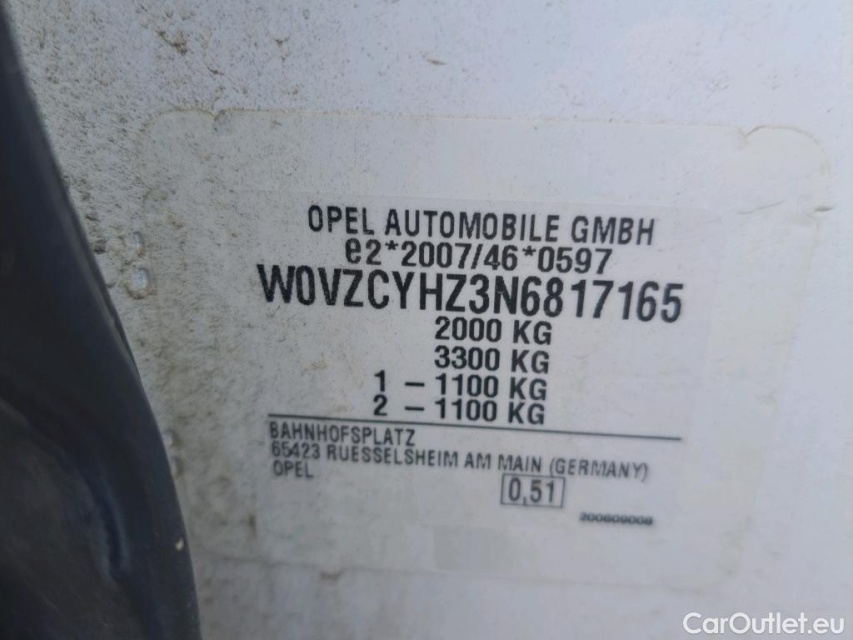 OPEL AUTOMOBILE GMBH
e2*2007/46*0597
W0VZCYHZ3N6817165
2000 KG
3300 KG
1 – 1100 KG
2 – 1100 KG
BAHNHOFSPLATZ
65423 RUESSELSHEIM AM MAIN (GERMANY)
OPEL
0,51
200609008
CarOutlet.eu